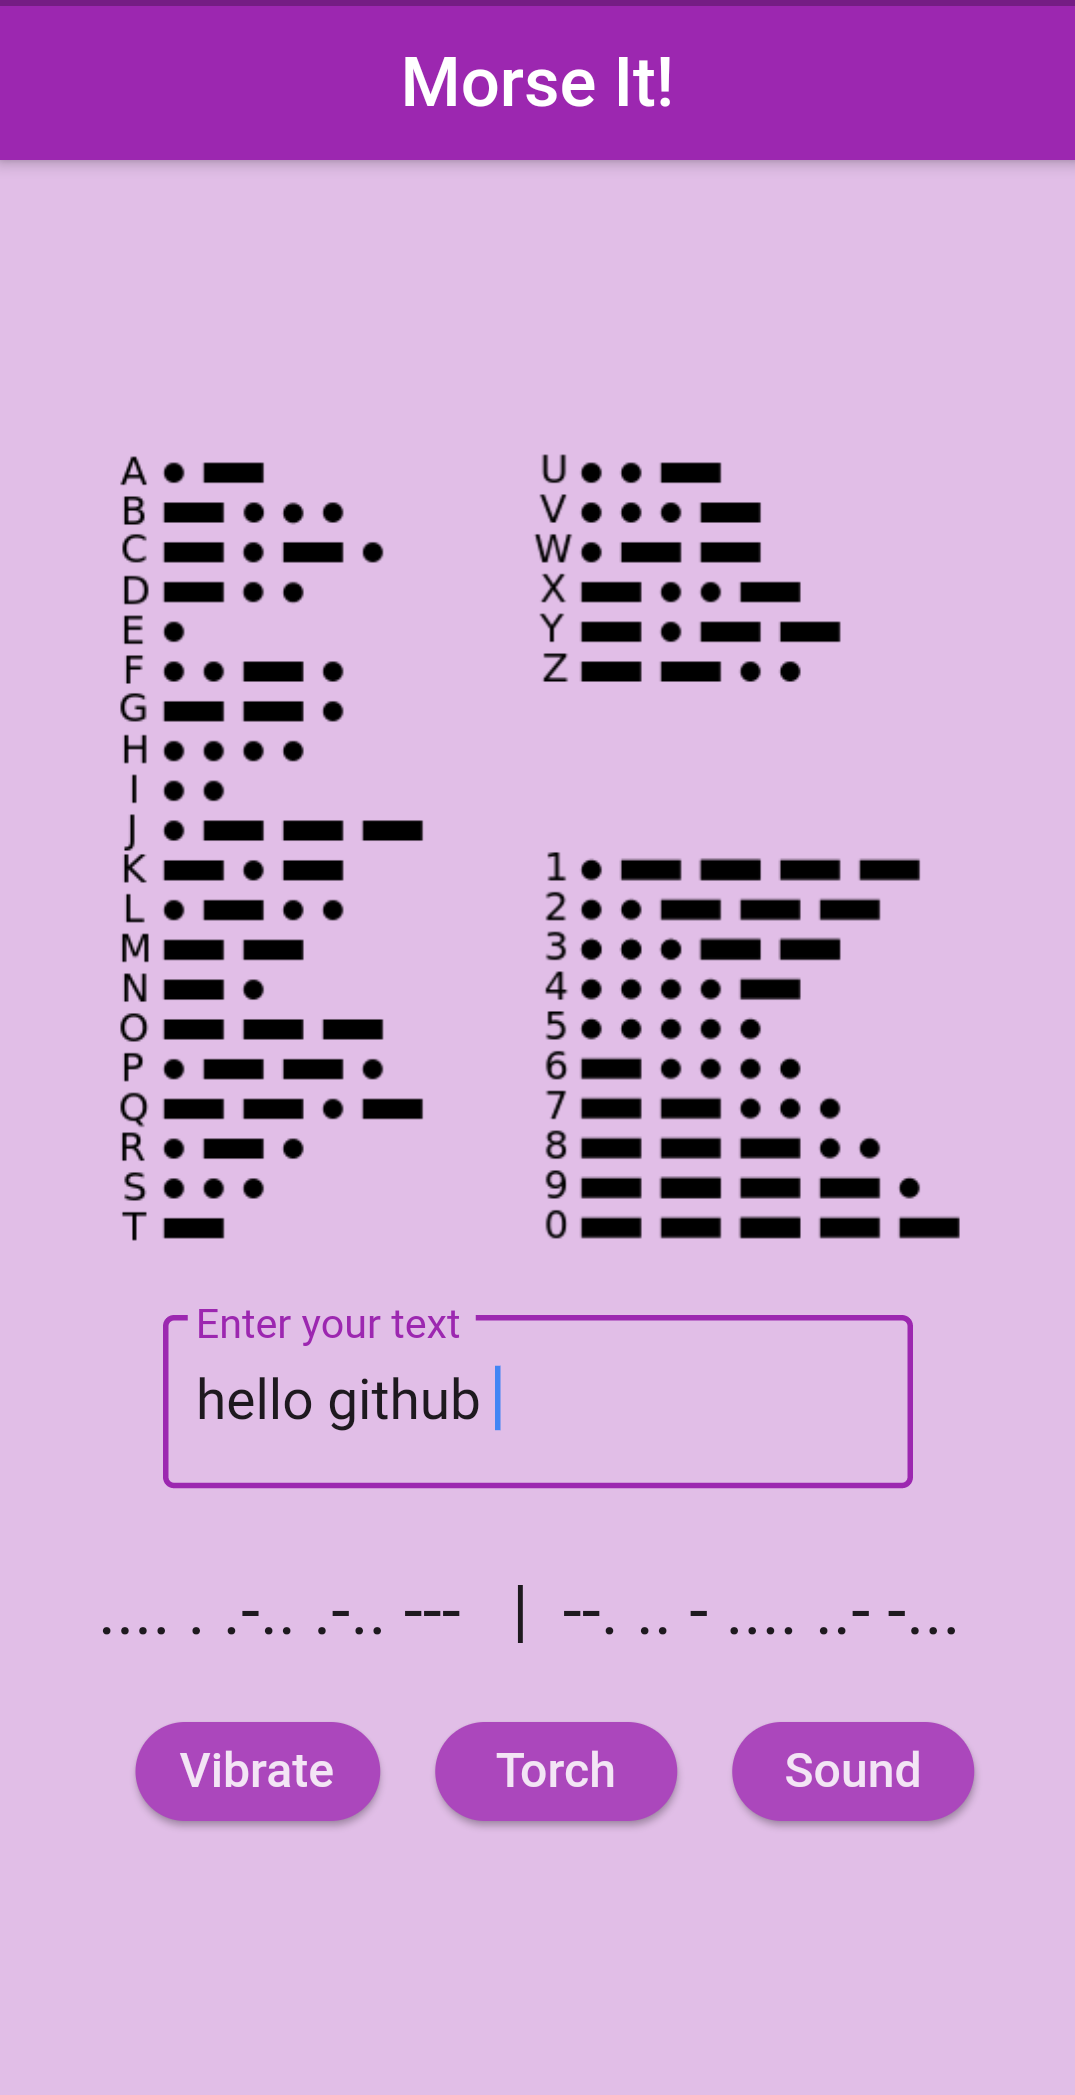 Morse It!
A • ▬
B ▬ • • •
C ▬ • ▬ •
D ▬ • •
E •
F • • ▬ •
G ▬ ▬ •
H • • • •
I • •
J • ▬ ▬ ▬
K ▬ • ▬
L • ▬ • •
M ▬ ▬
N ▬ •
O ▬ ▬ ▬
P • ▬ ▬ •
Q ▬ ▬ • ▬
R • ▬ •
S • • •
T ▬
U • • ▬
V • • • ▬
W • ▬ ▬
X ▬ • • ▬
Y ▬ • ▬ ▬
Z ▬ ▬ • •
1 • ▬ ▬ ▬ ▬
2 • • ▬ ▬ ▬
3 • • • ▬ ▬
4 • • • • ▬
5 • • • • •
6 ▬ • • • •
7 ▬ ▬ • • •
8 ▬ ▬ ▬ • •
9 ▬ ▬ ▬ ▬ •
0 ▬ ▬ ▬ ▬ ▬
Enter your text
hello github
.... . .-.. .-.. --- | --. .. - .... ..- -...
Vibrate Torch Sound